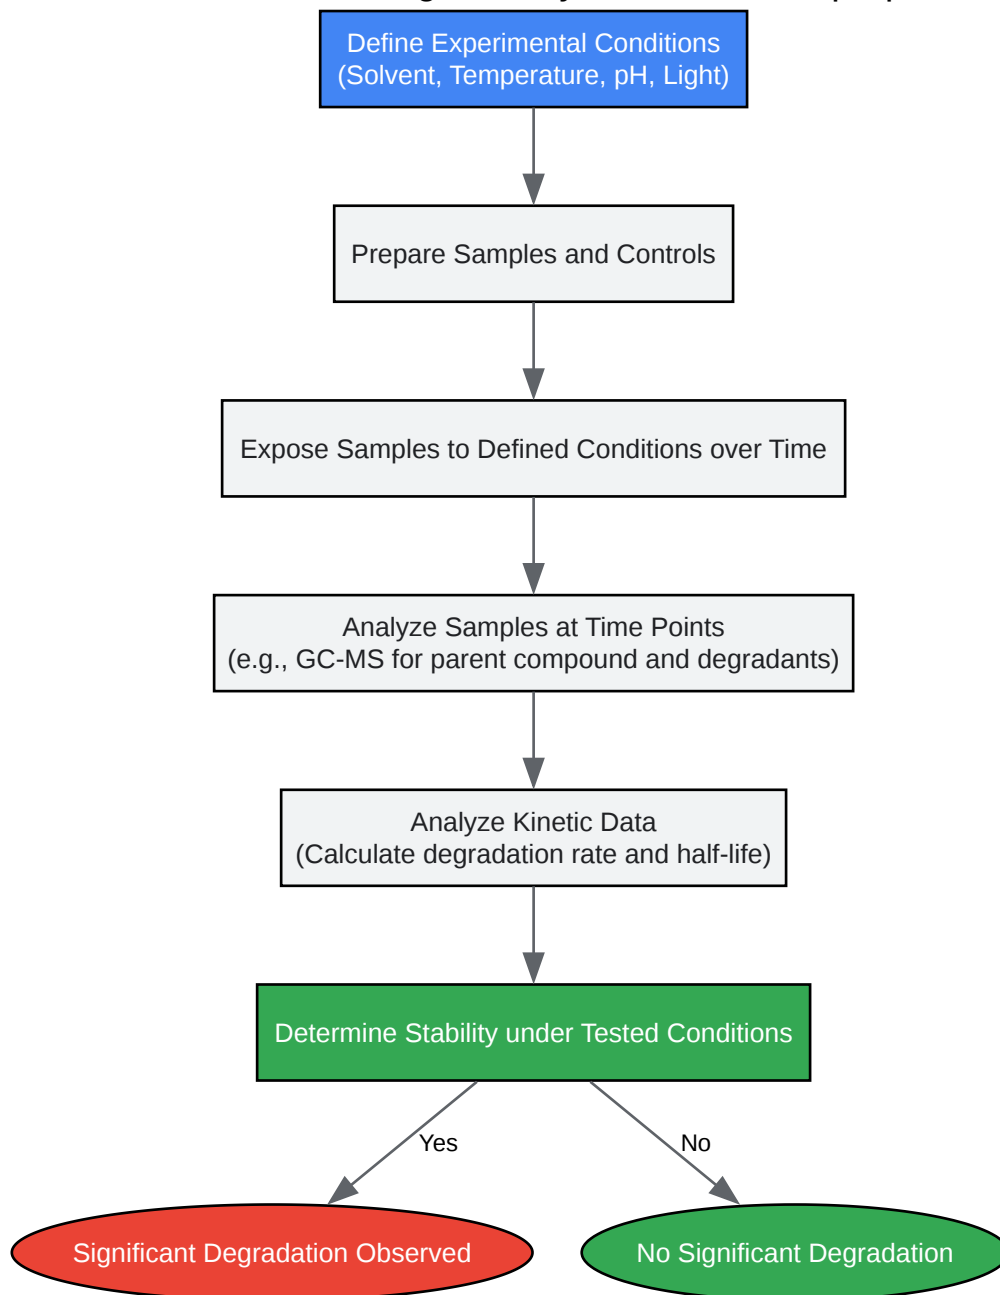 Define Experimental Conditions
(Solvent, Temperature, pH, Light)
Prepare Samples and Controls
Expose Samples to Defined Conditions over Time
Analyze Samples at Time Points
(e.g., GC-MS for parent compound and degradants)
Analyze Kinetic Data
(Calculate degradation rate and half-life)
Determine Stability under Tested Conditions
Yes
No
Significant Degradation Observed
No Significant Degradation